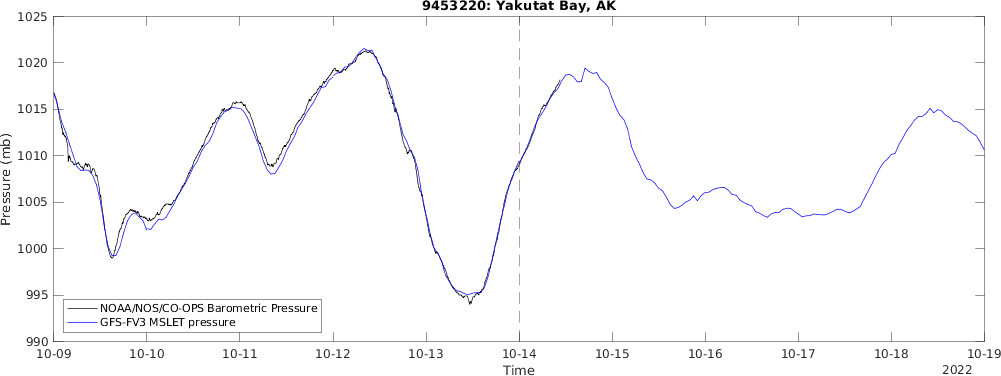 9453220: Yakutat Bay, AK
Pressure (mb)
1025
1020
1015
1010
1005
1000
995
990
NOAA/NOS/CO-OPS Barometric Pressure
GFS-FV3 MSLET pressure
10-09 10-10 10-11 10-12 10-13 10-14 10-15 10-16 10-17 10-18 10-19
Time
2022